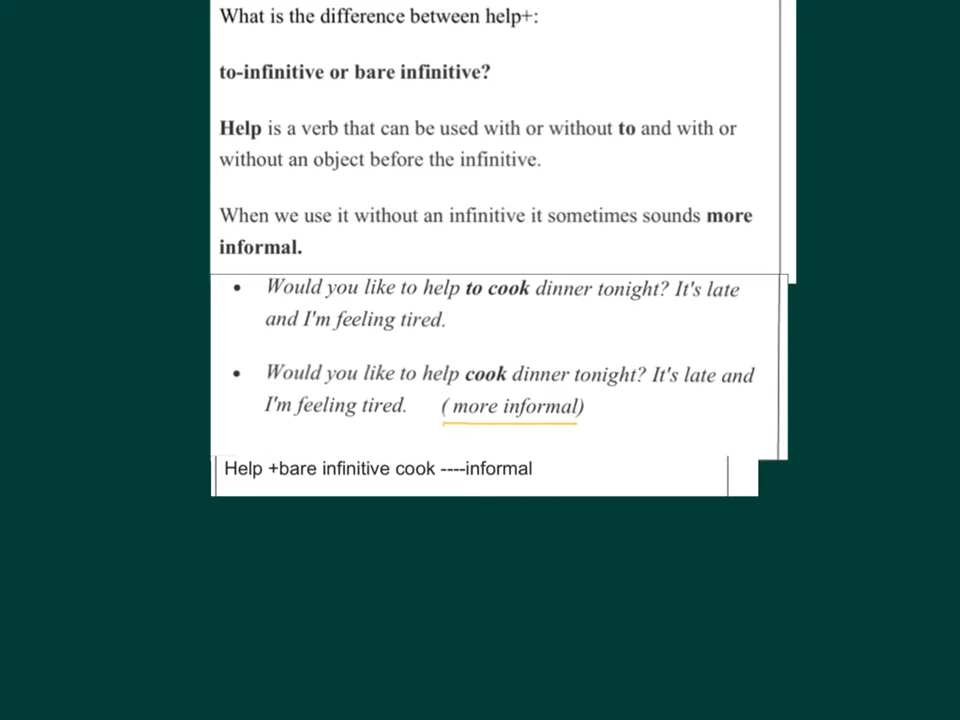 What is the difference between help+:
to-infinitive or bare infinitive?
Help is a verb that can be used with or without to and with or
without an object before the infinitive.
When we use it without an infinitive it sometimes sounds more
informal.
• Would you like to help to cook dinner tonight? It's late
and I'm feeling tired.
• Would you like to help cook dinner tonight? It's late and
I'm feeling tired. ( more informal)
Help +bare infinitive cook ----informal